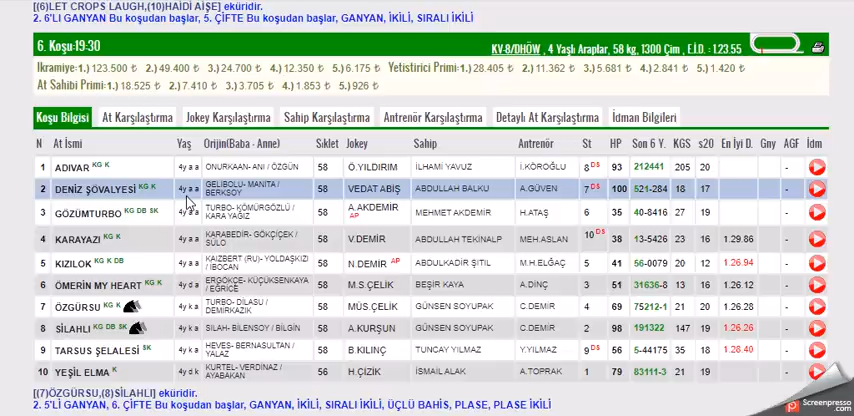 [(6)LET CROPS LAUGH,(10)HAİDİ AİŞE] eküridir.
2. 6'LI GANYAN Bu koşudan başlar, 5. ÇİFTE Bu koşudan başlar, GANYAN, İKİLİ, SIRALI İKİLİ
6. Koşu:19:30 KV-8/DHÖW , 4 Yaşlı Araplar, 58 kg, 1300 Çim , E.İ.D. : 1.23.55
Ikramiye: 1.) 123.500 ₺ 2.) 49.400 ₺ 3.) 24.700 ₺ 4.) 12.350 ₺ 5.) 6.175 ₺ Yetistirici Primi: 1.) 28.405 ₺ 2.) 11.362 ₺ 3.) 5.681 ₺ 4.) 2.841 ₺ 5.) 1.420 ₺
At Sahibi Primi: 1.) 18.525 ₺ 2.) 7.410 ₺ 3.) 3.705 ₺ 4.) 1.853 ₺ 5.) 926 ₺
Koşu Bilgisi At Karşılaştırma Jokey Karşılaştırma Sahip Karşılaştırma Antrenör Karşılaştırma Detaylı At Karşılaştırma İdman Bilgileri
N At İsmi Yaş Orijin(Baba - Anne) Sıklet Jokey Sahip Antrenör St HP Son 6 Y. KGS s20 En İyi D. Gny AGF İdm
1 ADIVAR KG K 4y a a ONURKAAN- ANI / ÖZGÜN 58 Ö.YILDIRIM İLHAMİ YAVUZ İ.KÖROĞLU 8 DS 93 212441 205 20 -
2 DENİZ ŞÖVALYESİ KG K 4y a a GELİBOLU- MANITA / BERKSOY 58 VEDAT ABİŞ ABDULLAH BALKU A.GÜVEN 7 DS 100 521-284 18 17 -
3 GÖZÜMTURBO KG DB SK 4y a a TURBO- KÖMÜRGÖZLÜ / KARA YAĞIZ 58 A.AKDEMİR AP MEHMET AKDEMİR H.ATAŞ 6 35 40-8416 27 19 -
4 KARAYAZI KG K 4y a a KARABEDİR- GÖKÇİÇEK / SÜLO 58 V.DEMİR ABDULLAH TEKİNALP MEH.ASLAN 10 DS 38 13-5426 23 16 1.29.86 -
5 KIZILOK KG K DB 4y a a KAIZBERT (RU)- YOLDAŞKIZI / İBOCAN 58 N.DEMİR AP ABDULKADİR ŞİTİL M.H.ELĞAÇ 5 41 56-0079 20 12 1.26.94 -
6 ÖMERİN MY HEART KG K 4y d a ERGÖKÇE- KÜÇÜKSENKAYA / EĞRİCE 58 M.S.ÇELİK BEŞİR KAYA A.DİNÇ 3 51 31636-8 13 16 1.26.12 -
7 ÖZGÜRSU KG K 4y a a TURBO- DİLASU / DEMİRKAZIK 58 MÜS.ÇELİK GÜNSEN SOYUPAK C.DEMİR 4 69 75212-1 21 20 1.28.08 -
8 SİLAHLI KG DB SK 4y k a SILAH- BİLENSOY / BİLGİN 58 A.KURŞUN GÜNSEN SOYUPAK C.DEMİR 2 98 191322 147 19 1.26.26 -
9 TARSUS ŞELALESİ SK 4y k a HEVES- BERNASULTAN / YALAZ 58 B.KILINÇ TUNCAY YILMAZ Y.YILMAZ 9 DS 56 5-44175 35 18 1.28.40 -
10 YEŞİL ELMA K 4y d k KURTEL- VERDİNAZ / AYABAKAN 56 H.ÇİZİK İSMAİL ALAK A.TOPRAK 1 79 83111-3 21 19 -
[(7)ÖZGÜRSU,(8)SİLAHLI] eküridir.
2. 5'Lİ GANYAN, 6. ÇİFTE Bu koşudan başlar, GANYAN, İKİLİ, SIRALI İKİLİ, ÜÇLÜ BAHİS, PLASE, PLASE İKİLİ
Screenpresso